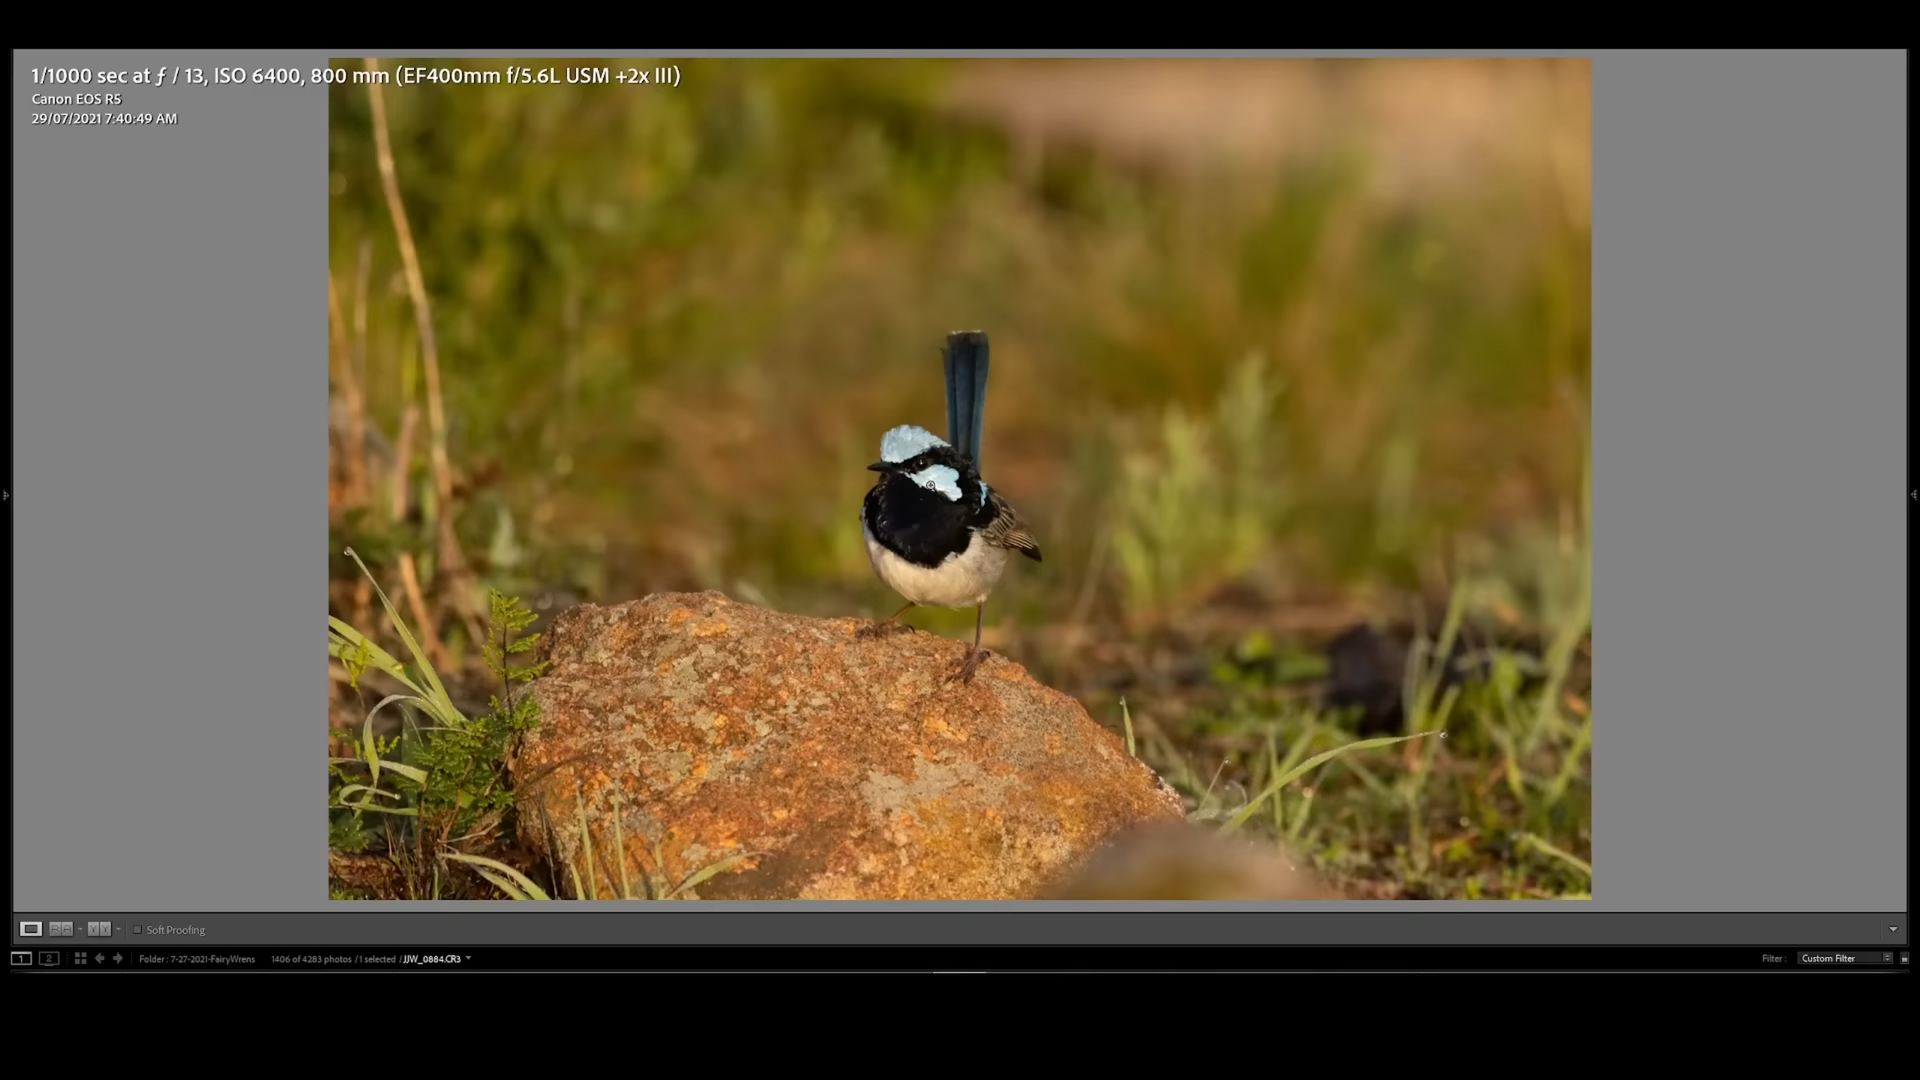 1/1000 sec at ƒ / 13, ISO 6400, 800 mm (EF400mm f/5.6L USM +2x III)
Canon EOS R5
29/07/2021 7:40:49 AM
Soft Proofing
1 2 Folder : 7-27-2021-FairyWrens 1406 of 4283 photos / 1 selected / JJW_0884.CR3 Filter : Custom Filter